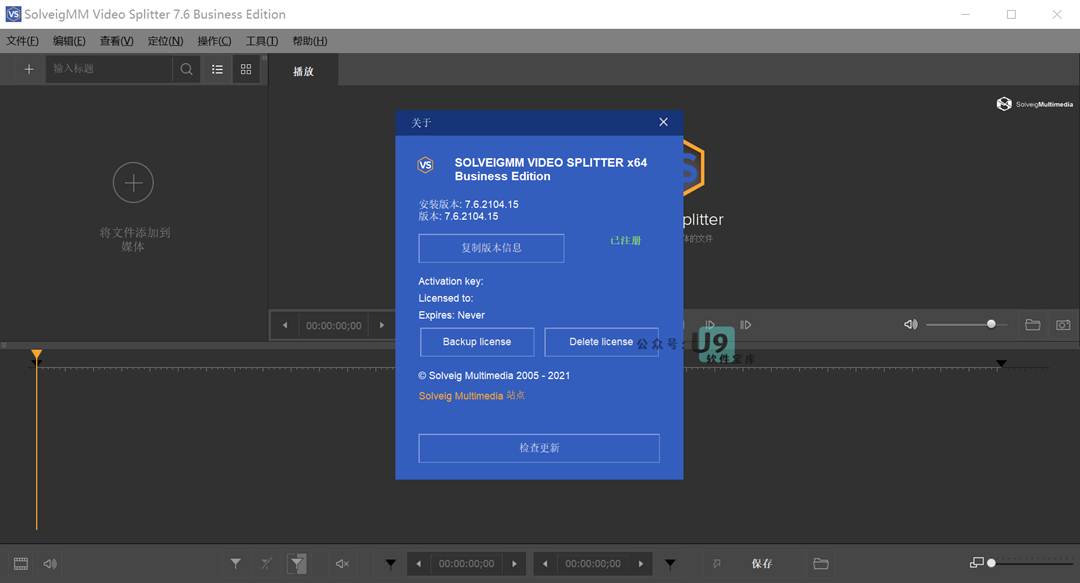 SolveigMM Video Splitter 7.6 Business Edition
文件(F) 编辑(E) 查看(V) 定位(N) 操作(C) 工具(T) 帮助(H)
输入标题
播放
SolveigMultimedia
将文件添加到
媒体
plitter
体的文件
关于
VS
SOLVEIGMM VIDEO SPLITTER x64
Business Edition
安装版本: 7.6.2104.15
版本: 7.6.2104.15
复制版本信息
已注册
Activation key:
Licensed to:
Expires: Never
Backup license
Delete license
© Solveig Multimedia 2005 - 2021
Solveig Multimedia 站点
检查更新
00:00:00;00
公众号:U9
软件宝库
00:00:00;00
00:00:00;00
保存